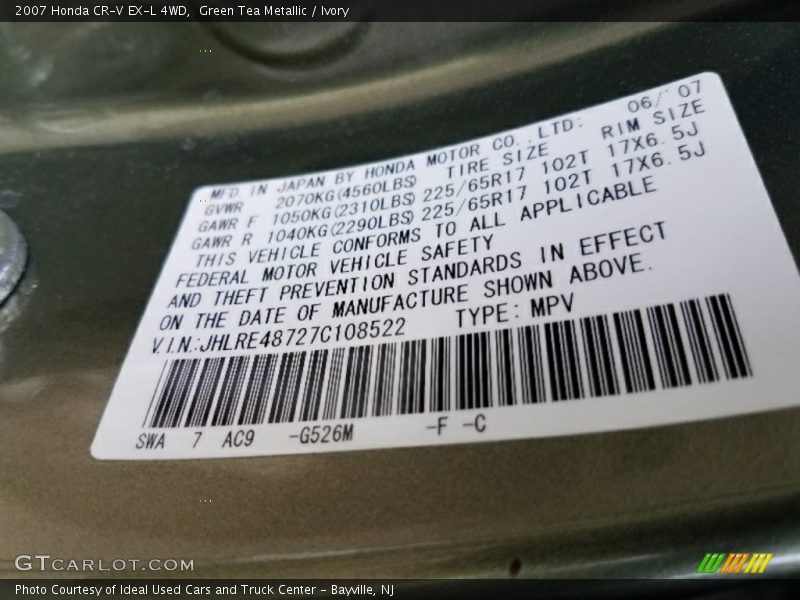 2007 Honda CR-V EX-L 4WD,  Green Tea Metallic / Ivory
MFD. IN JAPAN BY HONDA MOTOR CO., LTD: 06/'07
GVWR 2070KG(4560LBS) TIRE SIZE RIM SIZE
GAWR F 1050KG(2310LBS) 225/65R17 102T 17X6.5J
GAWR R 1040KG(2290LBS) 225/65R17 102T 17X6.5J
THIS VEHICLE CONFORMS TO ALL APPLICABLE
FEDERAL MOTOR VEHICLE SAFETY
AND THEFT PREVENTION STANDARDS IN EFFECT
ON THE DATE OF MANUFACTURE SHOWN ABOVE.
V.I.N.:JHLRE48727C108522 TYPE: MPV
SWA 7 AC9 -G526M -F -C
GTCARLOT.COM
Photo Courtesy of Ideal Used Cars and Truck Center - Bayville, NJ